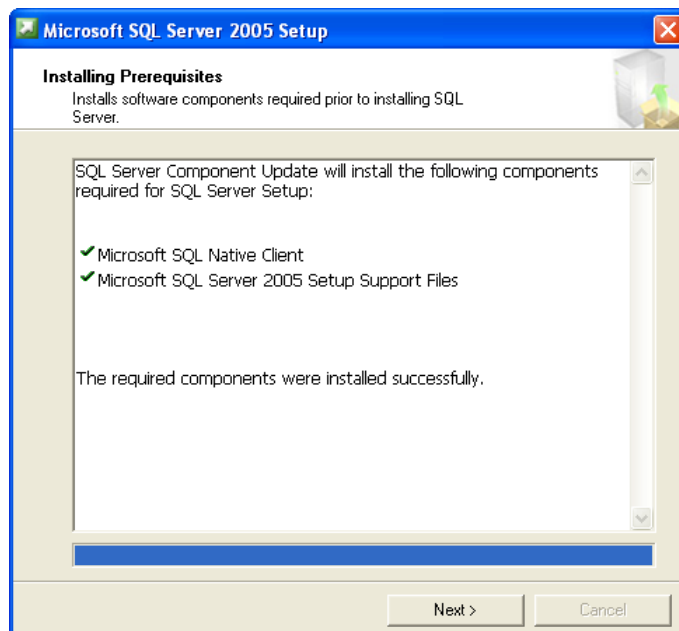 Microsoft SQL Server 2005 Setup
Installing Prerequisites
Installs software components required prior to installing SQL
Server.
SQL Server Component Update will install the following components
required for SQL Server Setup:
Microsoft SQL Native Client
Microsoft SQL Server 2005 Setup Support Files
The required components were installed successfully.
Next >
Cancel